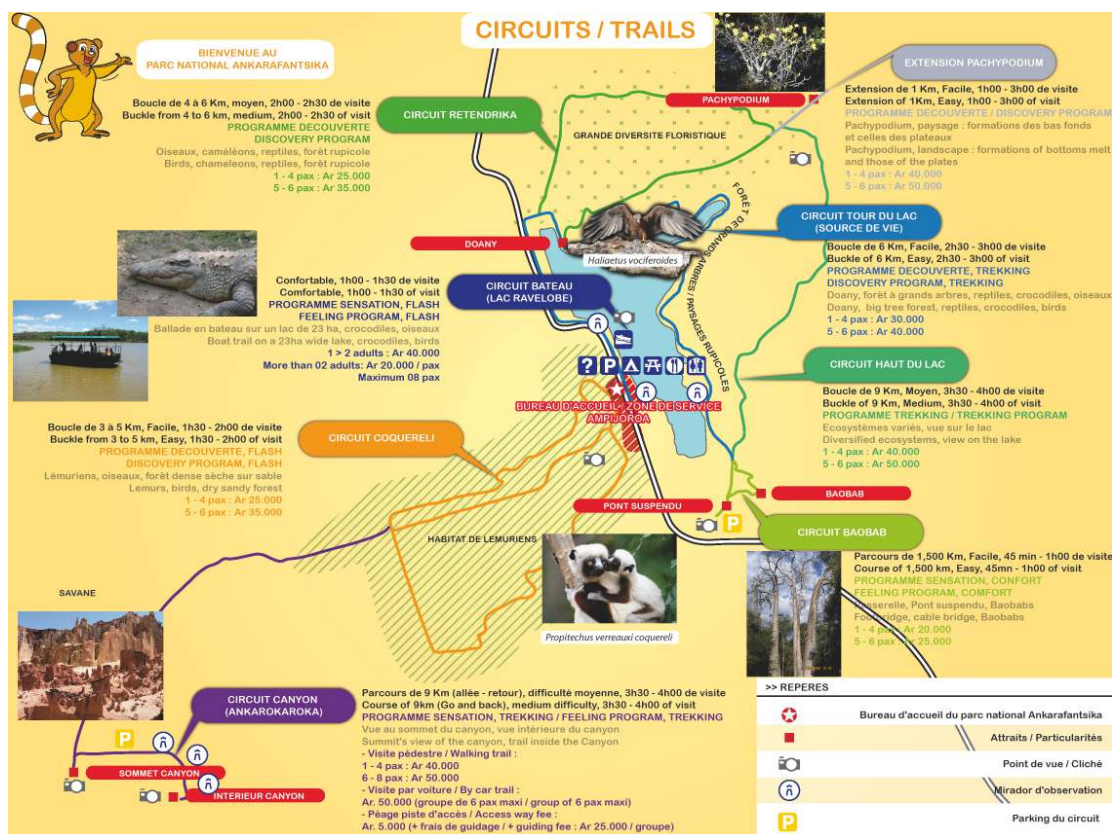 CIRCUITS / TRAILS
BIENVENUE AU
PARC NATIONAL ANKARAFANTSIKA
Boucle de 4 à 6 Km, moyen, 2h00 - 2h30 de visite
Buckle from 4 to 6 km, medium, 2h00 - 2h30 of visit
PROGRAMME DECOUVERTE
DISCOVERY PROGRAM
Oiseaux, caméléons, reptiles, forêt rupicole
Birds, chameleons, reptiles, forêt rupicole
1 - 4 pax : Ar 25.000
5 - 6 pax : Ar 35.000
CIRCUIT RETENDRIKA
PACHYPODIUM
GRANDE DIVERSITE FLORISTIQUE
EXTENSION PACHYPODIUM
Extension de 1 Km, Facile, 1h00 - 3h00 de visite
Extension of 1Km, Easy, 1h00 - 3h00 of visit
PROGRAMME DECOUVERTE / DISCOVERY PROGRAM
Pachypodium, paysage : formations des bas fonds
et celles des plateaux
Pachypodium, landscape : formations of bottoms melt
and those of the plates
1 - 4 pax : Ar 40.000
5 - 6 pax : Ar 50.000
FORÊT DE GRANDS ARBRES / PAYSAGES RUPICOLES
DOANY
Haliaetus vociferoides
CIRCUIT TOUR DU LAC
(SOURCE DE VIE)
Boucle de 6 Km, Facile, 2h30 - 3h00 de visite
Buckle of 6 Km, Easy, 2h30 - 3h00 of visit
PROGRAMME DECOUVERTE, TREKKING
DISCOVERY PROGRAM, TREKKING
Doany, forêt à grands arbres, reptiles, crocodiles, oiseaux
Doany, big tree forest, reptiles, crocodiles, birds
1 - 4 pax : Ar 30.000
5 - 6 pax : Ar 40.000
CIRCUIT BATEAU
(LAC RAVELOBE)
Confortable, 1h00 - 1h30 de visite
Comfortable, 1h00 - 1h30 of visit
PROGRAMME SENSATION, FLASH
FEELING PROGRAM, FLASH
Ballade en bateau sur un lac de 23 ha, crocodiles, oiseaux
Boat trail on a 23ha wide lake, crocodiles, birds
1 > 2 adults : Ar 40.000
More than 02 adults: Ar 20.000 / pax
Maximum 08 pax
? P
BUREAU D'ACCUEIL / ZONE DE SERVICE
AMPIJOROA
CIRCUIT HAUT DU LAC
Boucle de 9 Km, Moyen, 3h30 - 4h00 de visite
Buckle of 9 Km, Medium, 3h30 - 4h00 of visit
PROGRAMME TREKKING / TREKKING PROGRAM
Ecosystèmes variés, vue sur le lac
Diversified ecosystems, view on the lake
1 - 4 pax : Ar 40.000
5 - 6 pax : Ar 50.000
CIRCUIT COQUERELI
Boucle de 3 à 5 Km, Facile, 1h30 - 2h00 de visite
Buckle from 3 to 5 km, Easy, 1h30 - 2h00 of visit
PROGRAMME DECOUVERTE, FLASH
DISCOVERY PROGRAM, FLASH
Lémuriens, oiseaux, forêt dense sèche sur sable
Lemurs, birds, dry sandy forest
1 - 4 pax : Ar 25.000
5 - 6 pax : Ar 35.000
BAOBAB
PONT SUSPENDU
P
CIRCUIT BAOBAB
Parcours de 1,500 Km, Facile, 45 min - 1h00 de visite
Course of 1,500 km, Easy, 45mn - 1h00 of visit
PROGRAMME SENSATION, CONFORT
FEELING PROGRAM, COMFORT
Passerelle, Pont suspendu, Baobabs
Footbridge, cable bridge, Baobabs
1 - 4 pax : Ar 20.000
5 - 6 pax : Ar 25.000
HABITAT DE LEMURIENS
Propitechus verreauxi coquereli
SAVANE
CIRCUIT CANYON
(ANKAROKAROKA)
Parcours de 9 Km (allée - retour), difficulté moyenne, 3h30 - 4h00 de visite
Course of 9km (Go and back), medium difficulty, 3h30 - 4h00 of visit
PROGRAMME SENSATION, TREKKING / FEELING PROGRAM, TREKKING
Vue au sommet du canyon, vue intérieure du canyon
Summit's view of the canyon, trail inside the Canyon
- Visite pédestre / Walking trail :
1 - 4 pax : Ar 40.000
6 - 8 pax : Ar 50.000
- Visite par voiture / By car trail :
Ar. 50.000 (groupe de 6 pax maxi / group of 6 pax maxi)
- Péage piste d'accès / Access way fee :
Ar. 5.000 (+ frais de guidage / + guiding fee : Ar 25.000 / groupe)
P
SOMMET CANYON
INTERIEUR CANYON
>> REPERES
Bureau d'accueil du parc national Ankarafantsika
Attraits / Particularités
Point de vue / Cliché
Mirador d'observation
P Parking du circuit